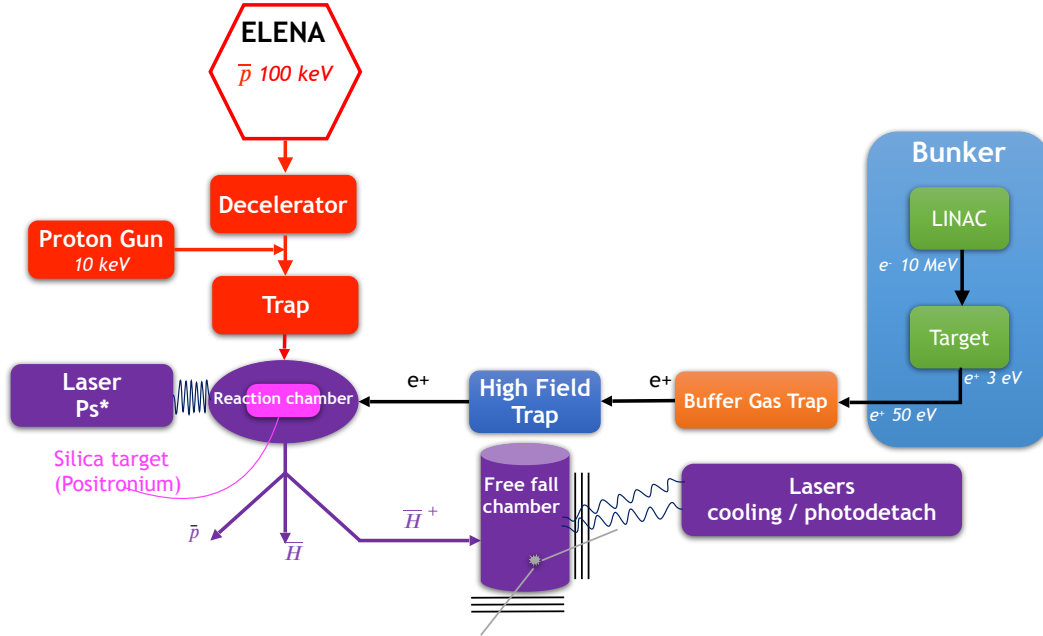 ELENA
p̅ 100 keV
Decelerator
Proton Gun
10 keV
Trap
Laser
Ps*
Reaction chamber
Silica target
(Positronium)
p̅
H̅
H̅ +
e+
High Field
Trap
e+
Buffer Gas Trap
Bunker
LINAC
e- 10 MeV
Target
e+ 3 eV
e+ 50 eV
Free fall
chamber
Lasers
cooling / photodetach